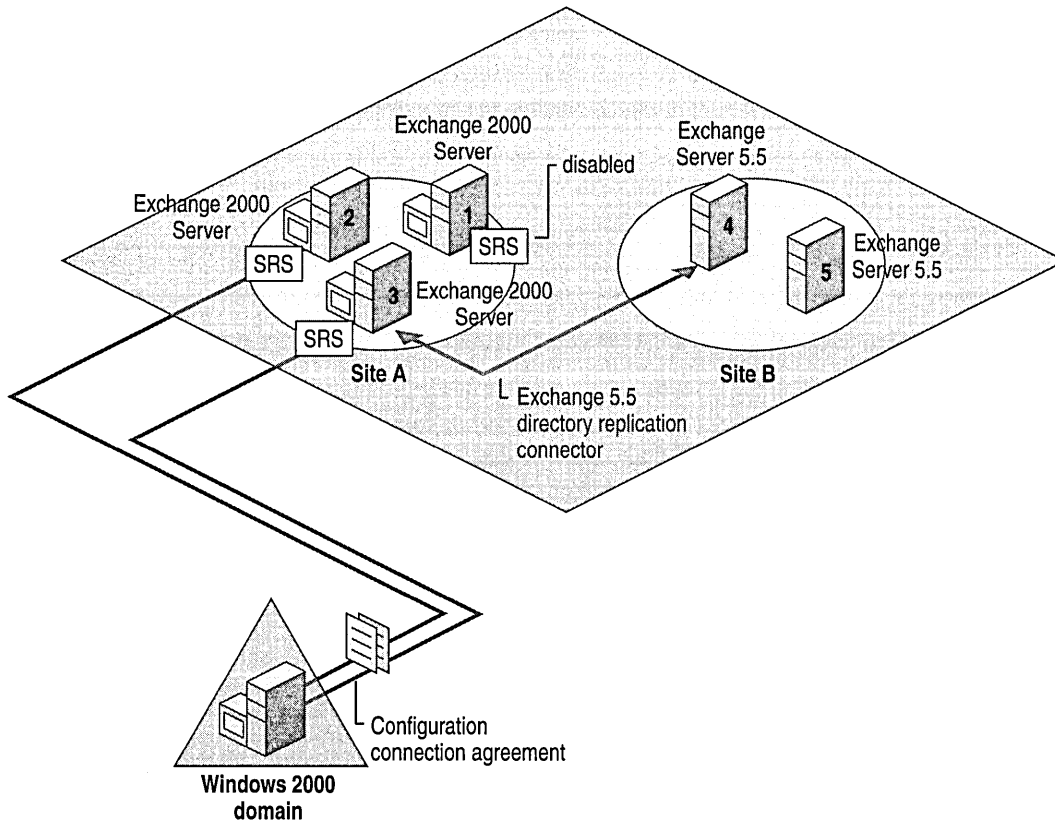 Exchange 2000
Server
Exchange
Server 5.5
disabled
Exchange 2000
Server
2
1
SRS
SRS
4
5
Exchange
Server 5.5
3
Exchange 2000
Server
SRS
Site A
Site B
Exchange 5.5
directory replication
connector
Configuration
connection agreement
Windows 2000
domain